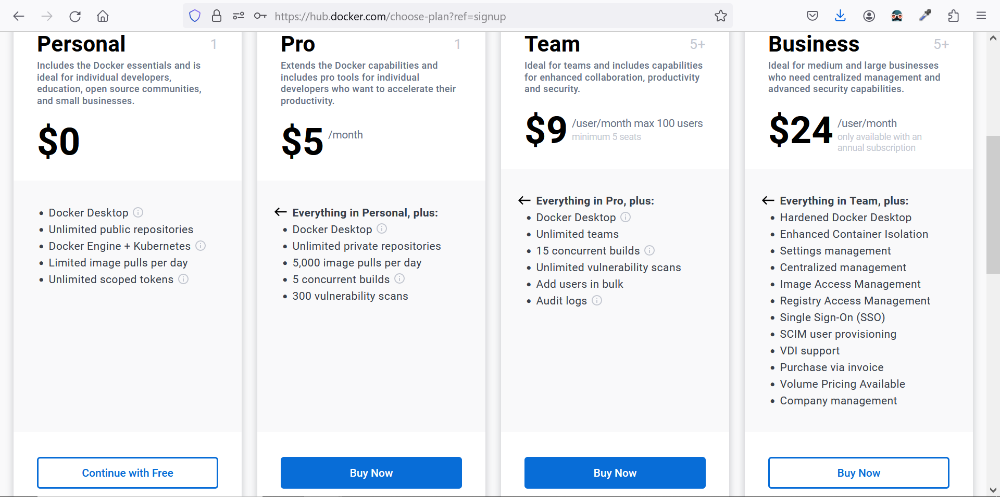 https://hub.docker.com/choose-plan?ref=signup
Personal 1
Includes the Docker essentials and is
ideal for individual developers,
education, open source communities,
and small businesses.
$0
Docker Desktop
Unlimited public repositories
Docker Engine + Kubernetes
Limited image pulls per day
Unlimited scoped tokens
Continue with Free
Pro 1
Extends the Docker capabilities and
includes pro tools for individual
developers who want to accelerate their
productivity.
$5 /month
Everything in Personal, plus:
Docker Desktop
Unlimited private repositories
5,000 image pulls per day
5 concurrent builds
300 vulnerability scans
Buy Now
Team 5+
Ideal for teams and includes capabilities
for enhanced collaboration, productivity
and security.
$9 /user/month max 100 users
minimum 5 seats
Everything in Pro, plus:
Docker Desktop
Unlimited teams
15 concurrent builds
Unlimited vulnerability scans
Add users in bulk
Audit logs
Buy Now
Business 5+
Ideal for medium and large businesses
who need centralized management and
advanced security capabilities.
$24 /user/month
only available with an
annual subscription
Everything in Team, plus:
Hardened Docker Desktop
Enhanced Container Isolation
Settings management
Centralized management
Image Access Management
Registry Access Management
Single Sign-On (SSO)
SCIM user provisioning
VDI support
Purchase via invoice
Volume Pricing Available
Company management
Buy Now